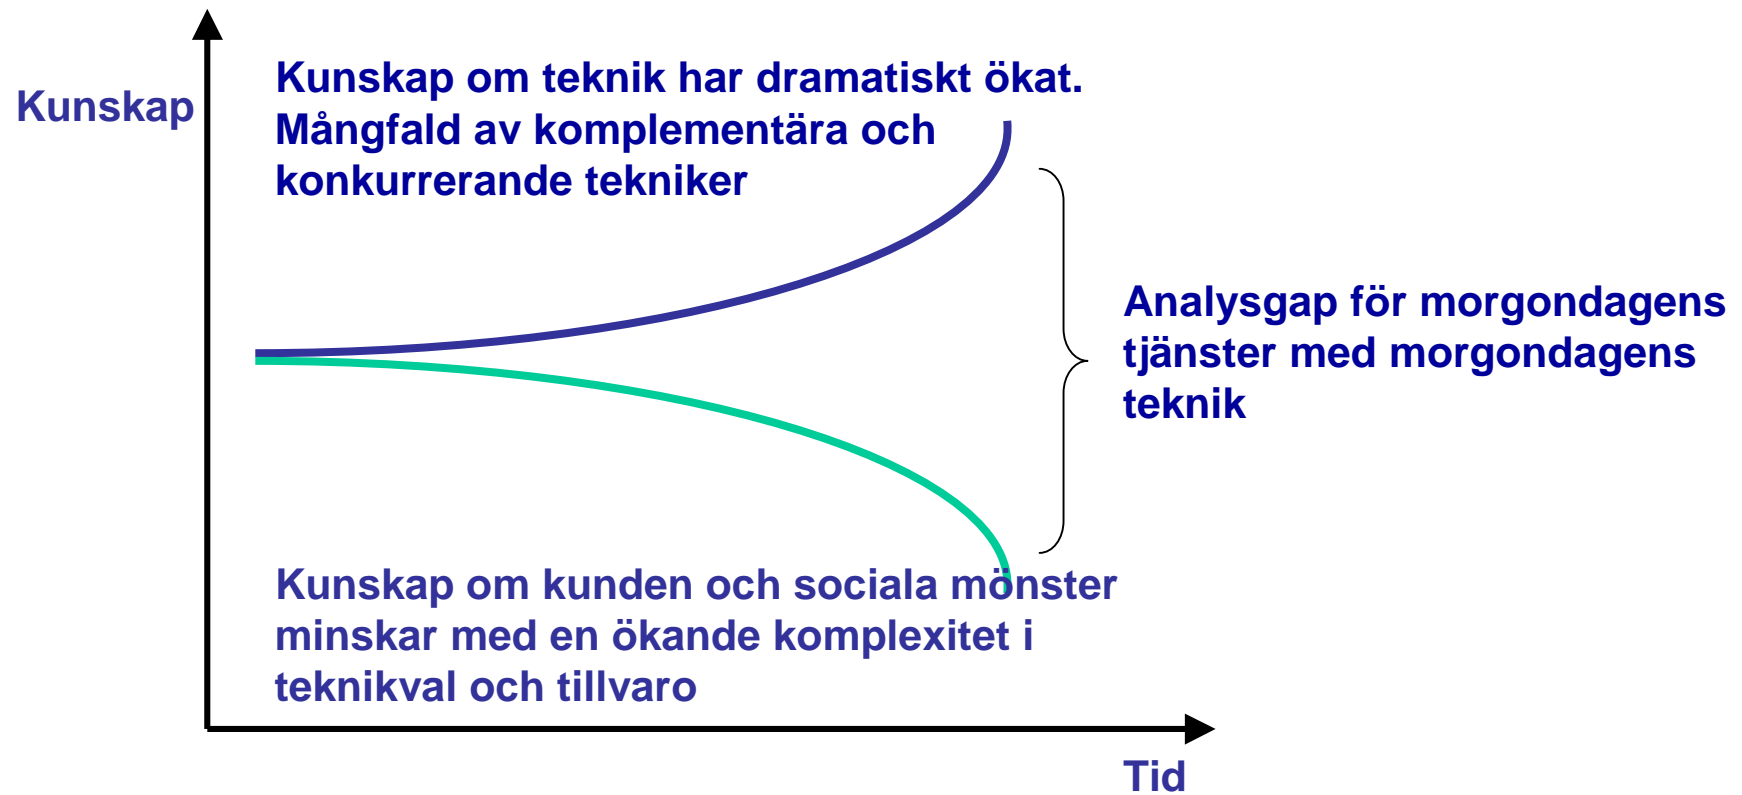 Kunskap
Kunskap om teknik har dramatiskt ökat.
Mångfald av komplementära och
konkurrerande tekniker
Analysgap för morgondagens
tjänster med morgondagens
teknik
Kunskap om kunden och sociala mönster
minskar med en ökande komplexitet i
teknikval och tillvaro
Tid